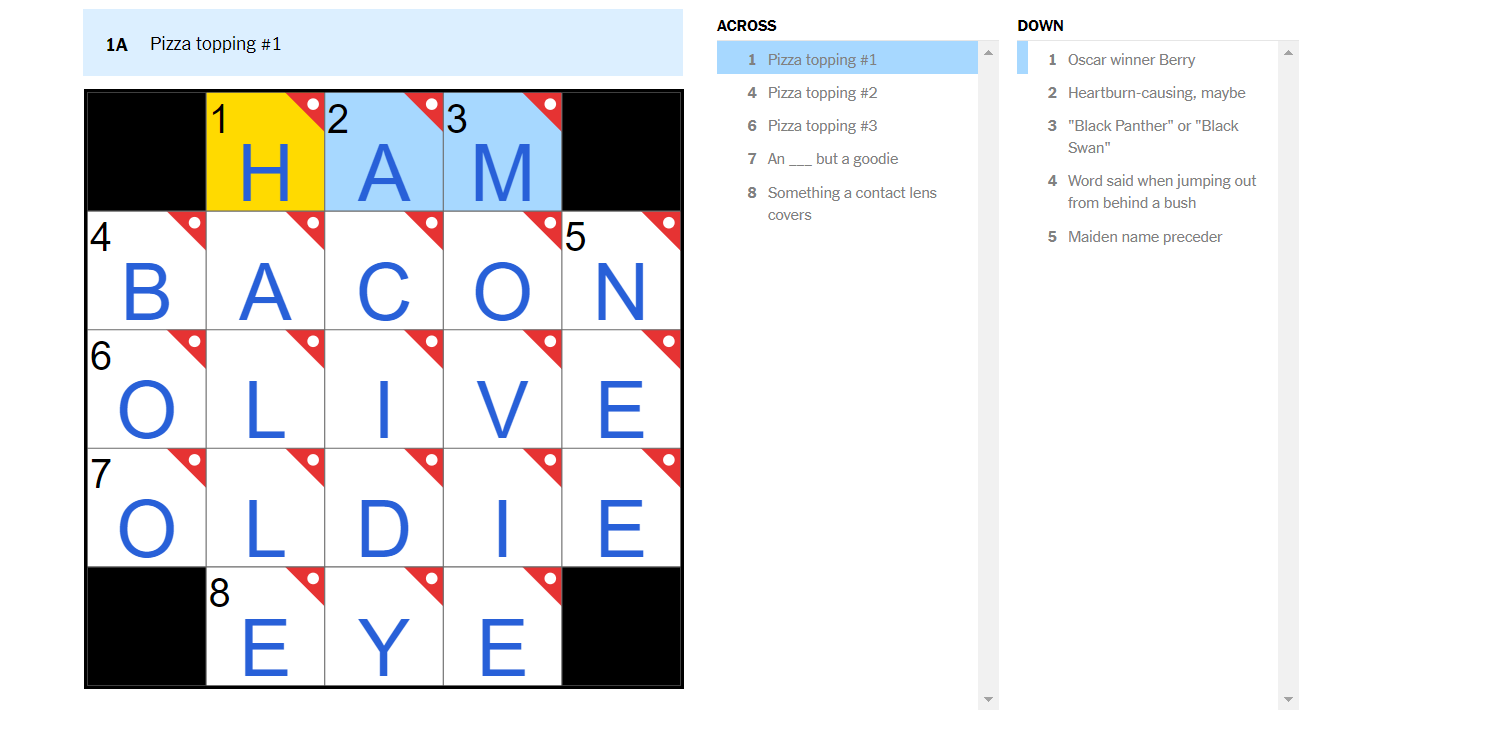 1A Pizza topping #1
1 H 2 A 3 M
4 B A C O 5 N
6 O L I V E
7 O L D I E
8 E Y E
ACROSS
1 Pizza topping #1
4 Pizza topping #2
6 Pizza topping #3
7 An ___ but a goodie
8 Something a contact lens
covers
DOWN
1 Oscar winner Berry
2 Heartburn-causing, maybe
3 "Black Panther" or "Black
Swan"
4 Word said when jumping out
from behind a bush
5 Maiden name preceder